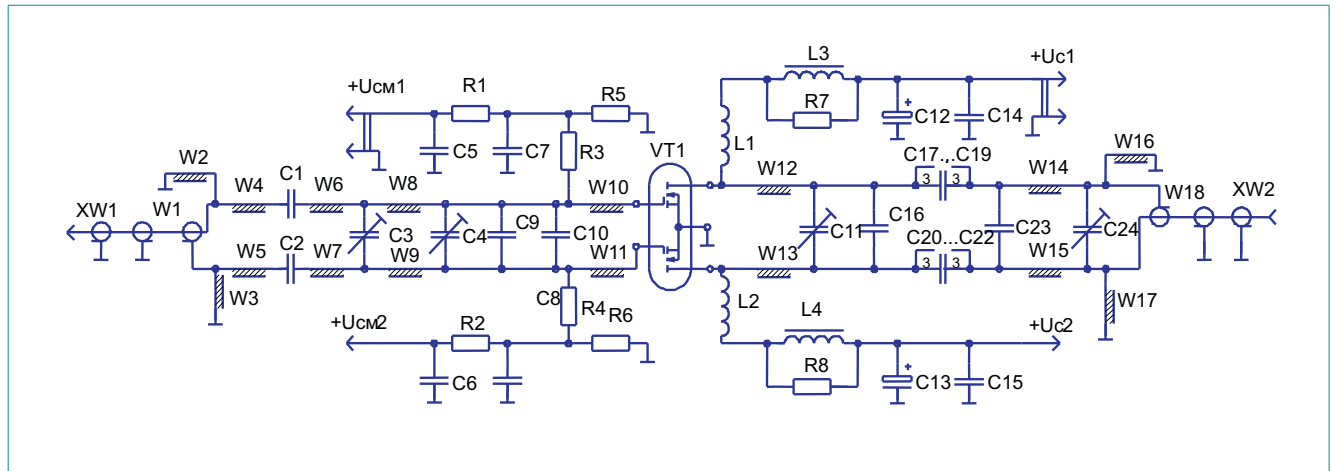 L3
+Uс1
+Uсм1
R1
R5
R7
C12
C14
C5
C7
R3
VT1
L1
W2
C1
W12
C17...C19
W14
W16
W4
W6
W8
W10
3
3
W18
XW2
XW1
W1
C3
C4
C9
C10
C11
C16
C23
C24
C2
C20...C22
W5
W7
W9
W11
W13
3
3
W15
W3
C8
R4
R6
L2
L4
W17
+Uсм2
R2
+Uс2
C6
R8
C13
C15
+
+